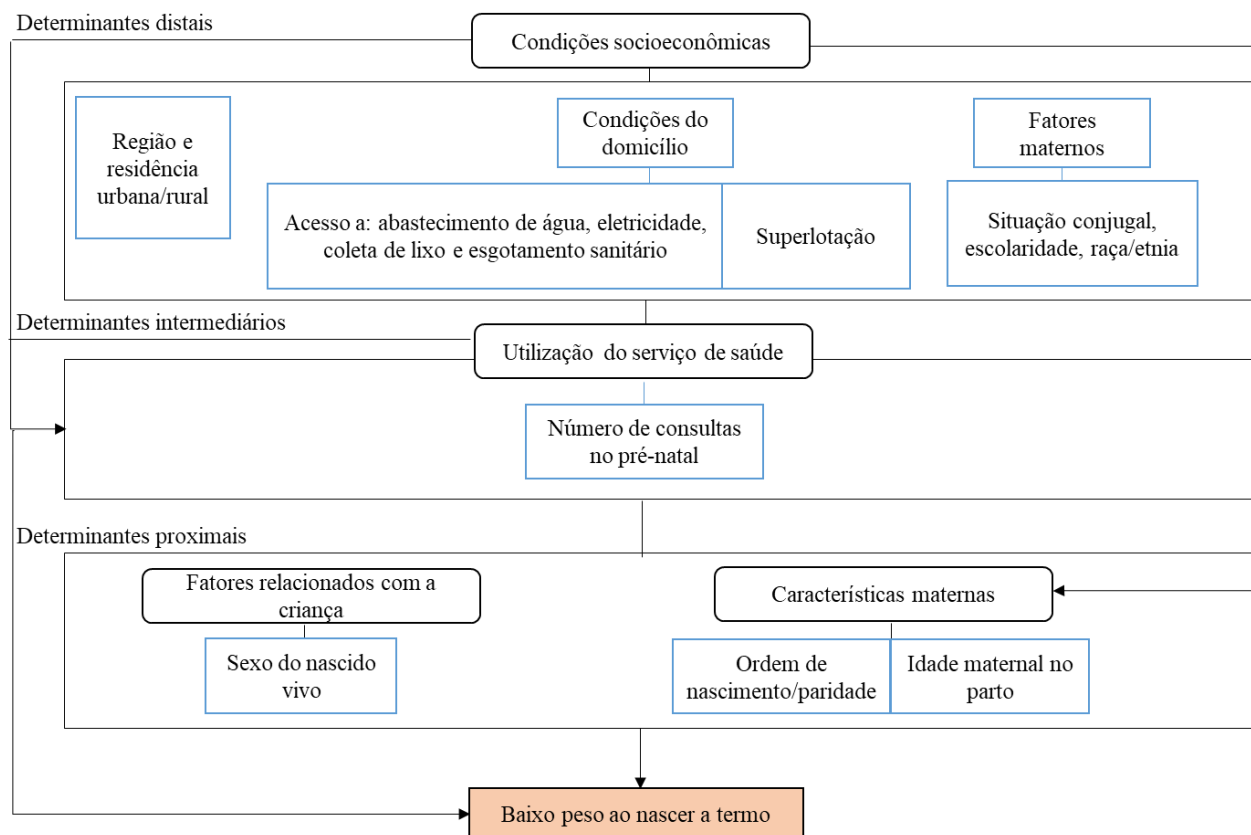 Determinantes distais
Condições socioeconômicas
Região e
residência
urbana/rural
Condições do
domicílio
Fatores
maternos
Acesso a: abastecimento de água, eletricidade,
coleta de lixo e esgotamento sanitário
Superlotação
Situação conjugal,
escolaridade, raça/etnia
Determinantes intermediários
Utilização do serviço de saúde
Número de consultas
no pré-natal
Determinantes proximais
Fatores relacionados com a
criança
Características maternas
Sexo do nascido
vivo
Ordem de
nascimento/paridade
Idade maternal no
parto
Baixo peso ao nascer a termo